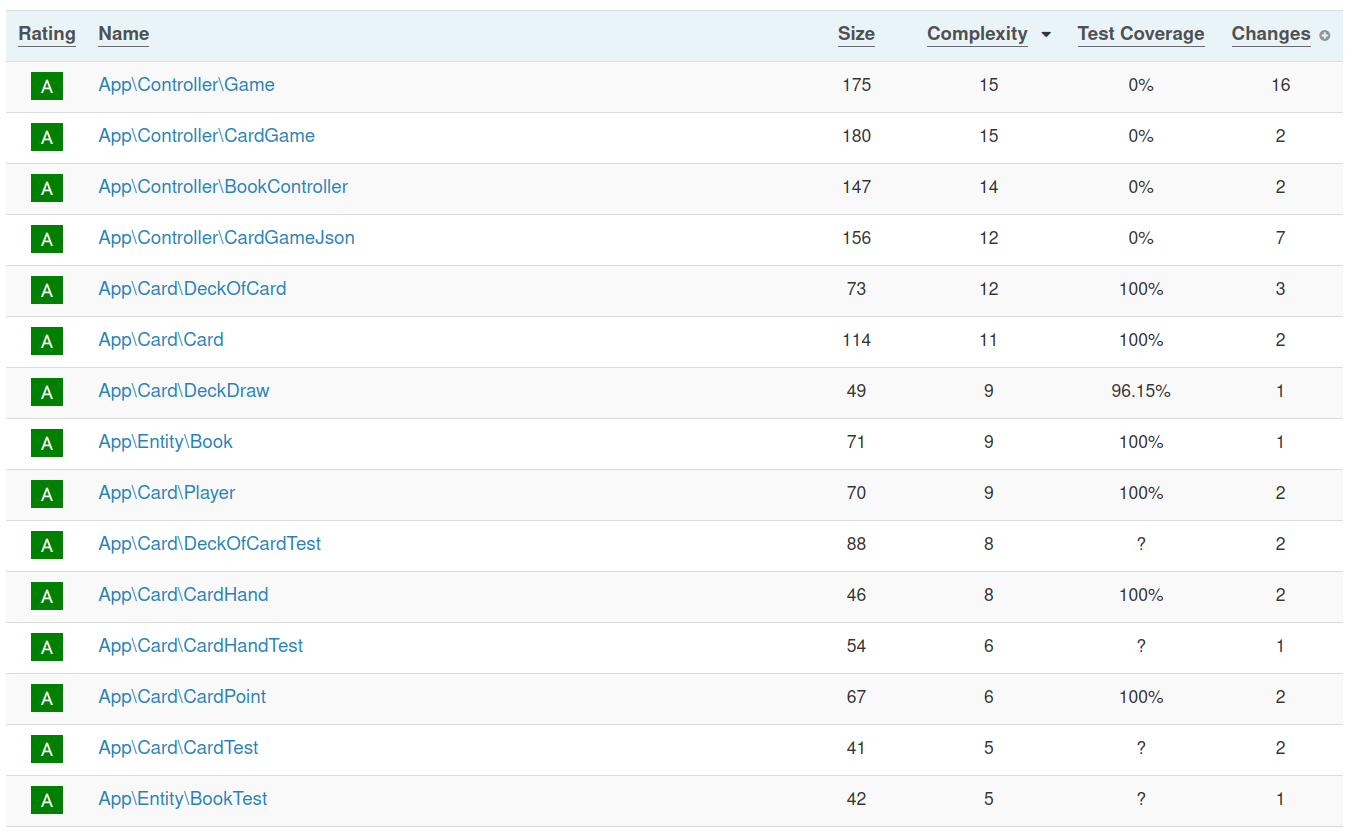 Rating Name Size Complexity Test Coverage Changes
A App\Controller\Game 175 15 0% 16
A App\Controller\CardGame 180 15 0% 2
A App\Controller\BookController 147 14 0% 2
A App\Controller\CardGameJson 156 12 0% 7
A App\Card\DeckOfCard 73 12 100% 3
A App\Card\Card 114 11 100% 2
A App\Card\DeckDraw 49 9 96.15% 1
A App\Entity\Book 71 9 100% 1
A App\Card\Player 70 9 100% 2
A App\Card\DeckOfCardTest 88 8 ? 2
A App\Card\CardHand 46 8 100% 2
A App\Card\CardHandTest 54 6 ? 1
A App\Card\CardPoint 67 6 100% 2
A App\Card\CardTest 41 5 ? 2
A App\Entity\BookTest 42 5 ? 1